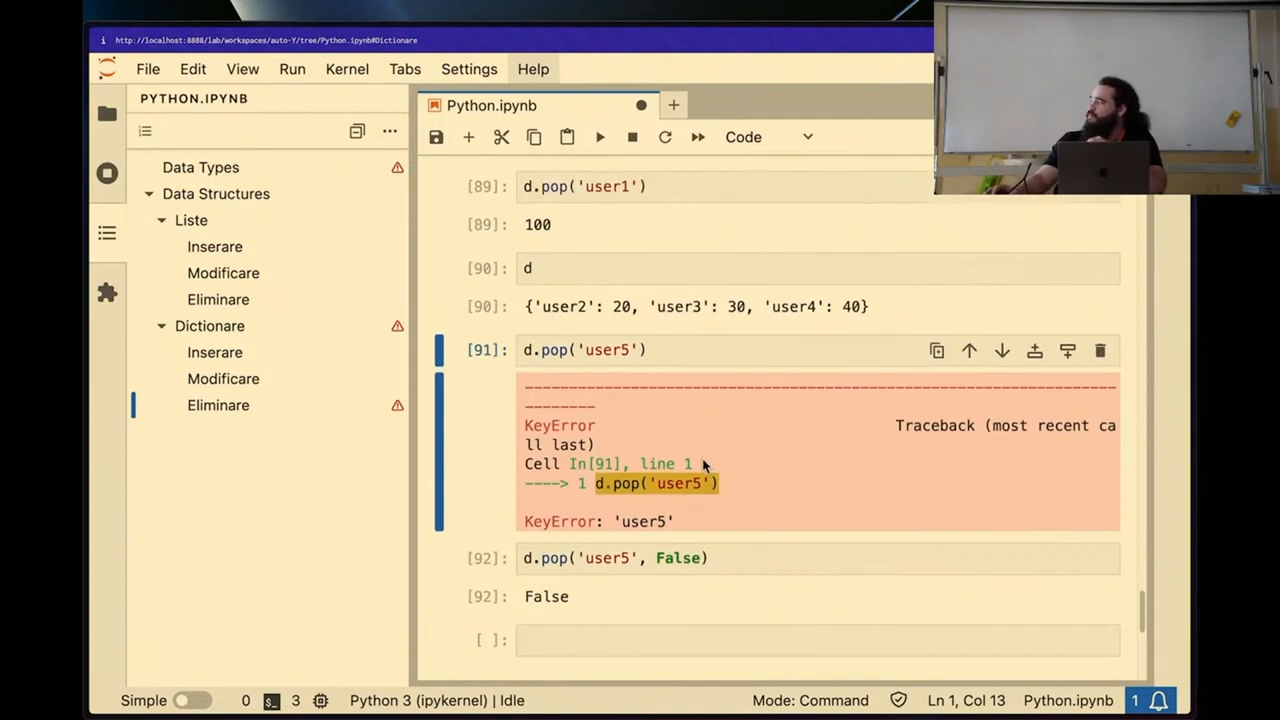 http://localhost:8888/lab/workspaces/auto-Y/tree/Python.ipynb#Dictionare
File Edit View Run Kernel Tabs Settings Help
PYTHON.IPYNB
Data Types
Data Structures
Liste
Inserare
Modificare
Eliminare
Dictionare
Inserare
Modificare
Eliminare
Python.ipynb
Code
[89]: d.pop('user1')
[89]: 100
[90]: d
[90]: {'user2': 20, 'user3': 30, 'user4': 40}
[91]: d.pop('user5')
---------------------------------------------------------------------------
KeyError Traceback (most recent ca
ll last)
Cell In[91], line 1
----> 1 d.pop('user5')
KeyError: 'user5'
[92]: d.pop('user5', False)
[92]: False
[ ]:
Simple 0 3 Python 3 (ipykernel) | Idle Mode: Command Ln 1, Col 13 Python.ipynb 1